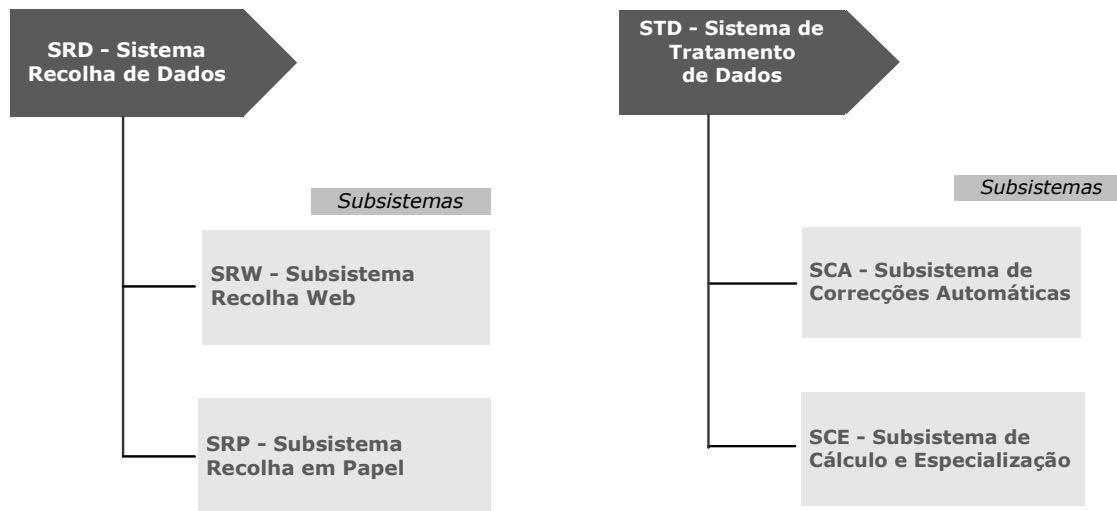 SRD - Sistema
Recolha de Dados
Subsistemas
SRW - Subsistema
Recolha Web
SRP - Subsistema
Recolha em Papel
STD - Sistema de
Tratamento
de Dados
Subsistemas
SCA - Subsistema de
Correcções Automáticas
SCE - Subsistema de
Cálculo e Especialização